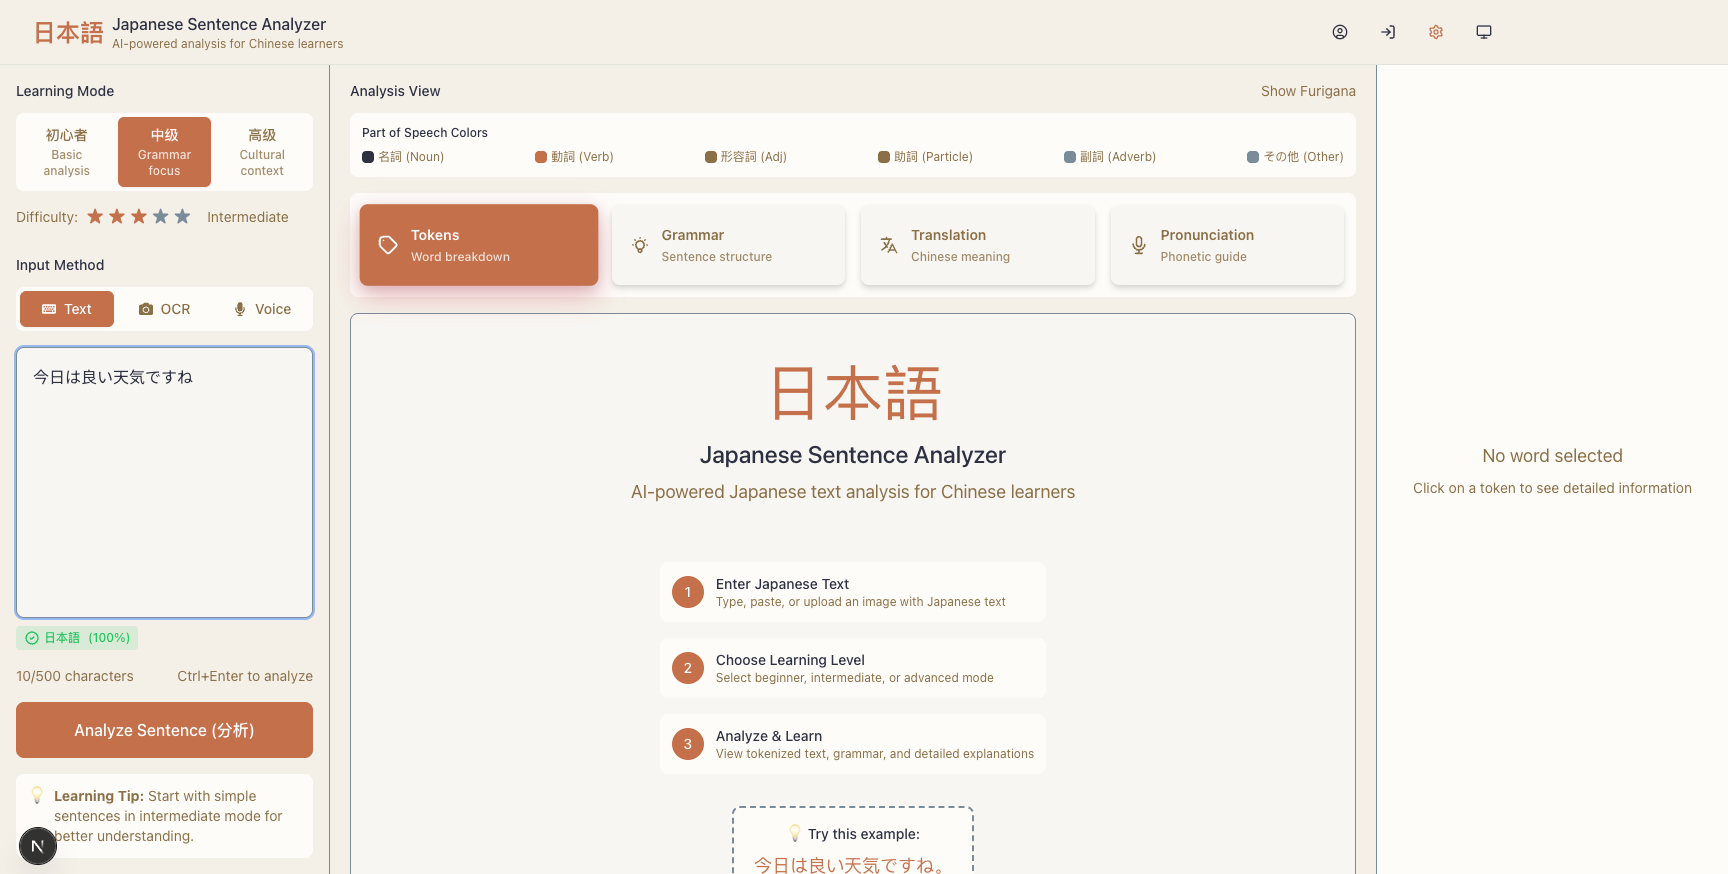 日本語
Japanese Sentence Analyzer
AI-powered analysis for Chinese learners
Learning Mode
初心者
Basic
analysis
中级
Grammar
focus
高级
Cultural
context
Difficulty:
Intermediate
Input Method
Text
OCR
Voice
今日は良い天気ですね
日本語 (100%)
10/500 characters
Ctrl+Enter to analyze
Analyze Sentence (分析)
Learning Tip: Start with simple
sentences in intermediate mode for
better understanding.
N
Analysis View
Show Furigana
Part of Speech Colors
名詞 (Noun)
動詞 (Verb)
形容詞 (Adj)
助詞 (Particle)
副詞 (Adverb)
その他 (Other)
Tokens
Word breakdown
Grammar
Sentence structure
Translation
Chinese meaning
Pronunciation
Phonetic guide
日本語
Japanese Sentence Analyzer
AI-powered Japanese text analysis for Chinese learners
1
Enter Japanese Text
Type, paste, or upload an image with Japanese text
2
Choose Learning Level
Select beginner, intermediate, or advanced mode
3
Analyze & Learn
View tokenized text, grammar, and detailed explanations
Try this example:
今日は良い天気ですね。
No word selected
Click on a token to see detailed information